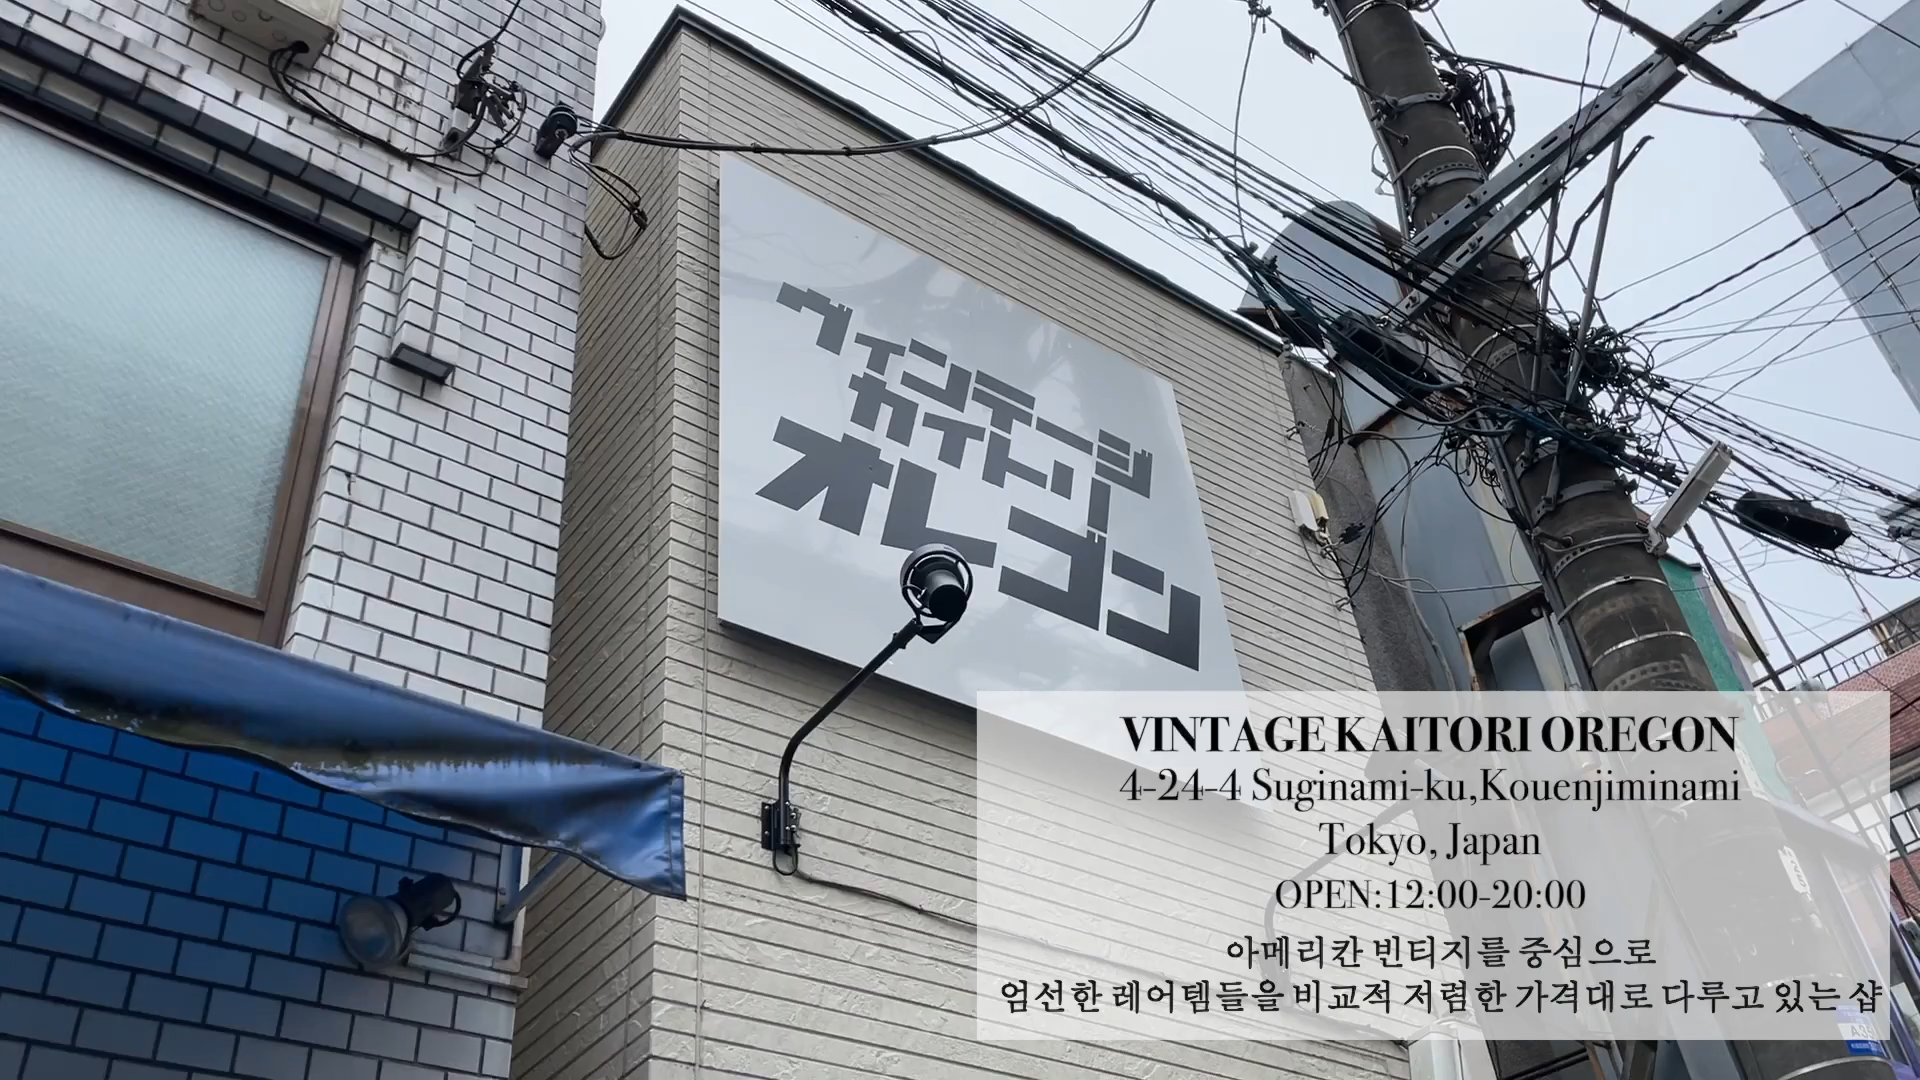 ヴィンテージ
カイトリ
オレゴン
VINTAGE KAITORI OREGON
4-24-4 Suginami-ku,Kouenjiminami
Tokyo, Japan
OPEN:12:00-20:00
아메리칸 빈티지를 중심으로
엄선한 레어템들을 비교적 저렴한 가격대로 다루고 있는 샵